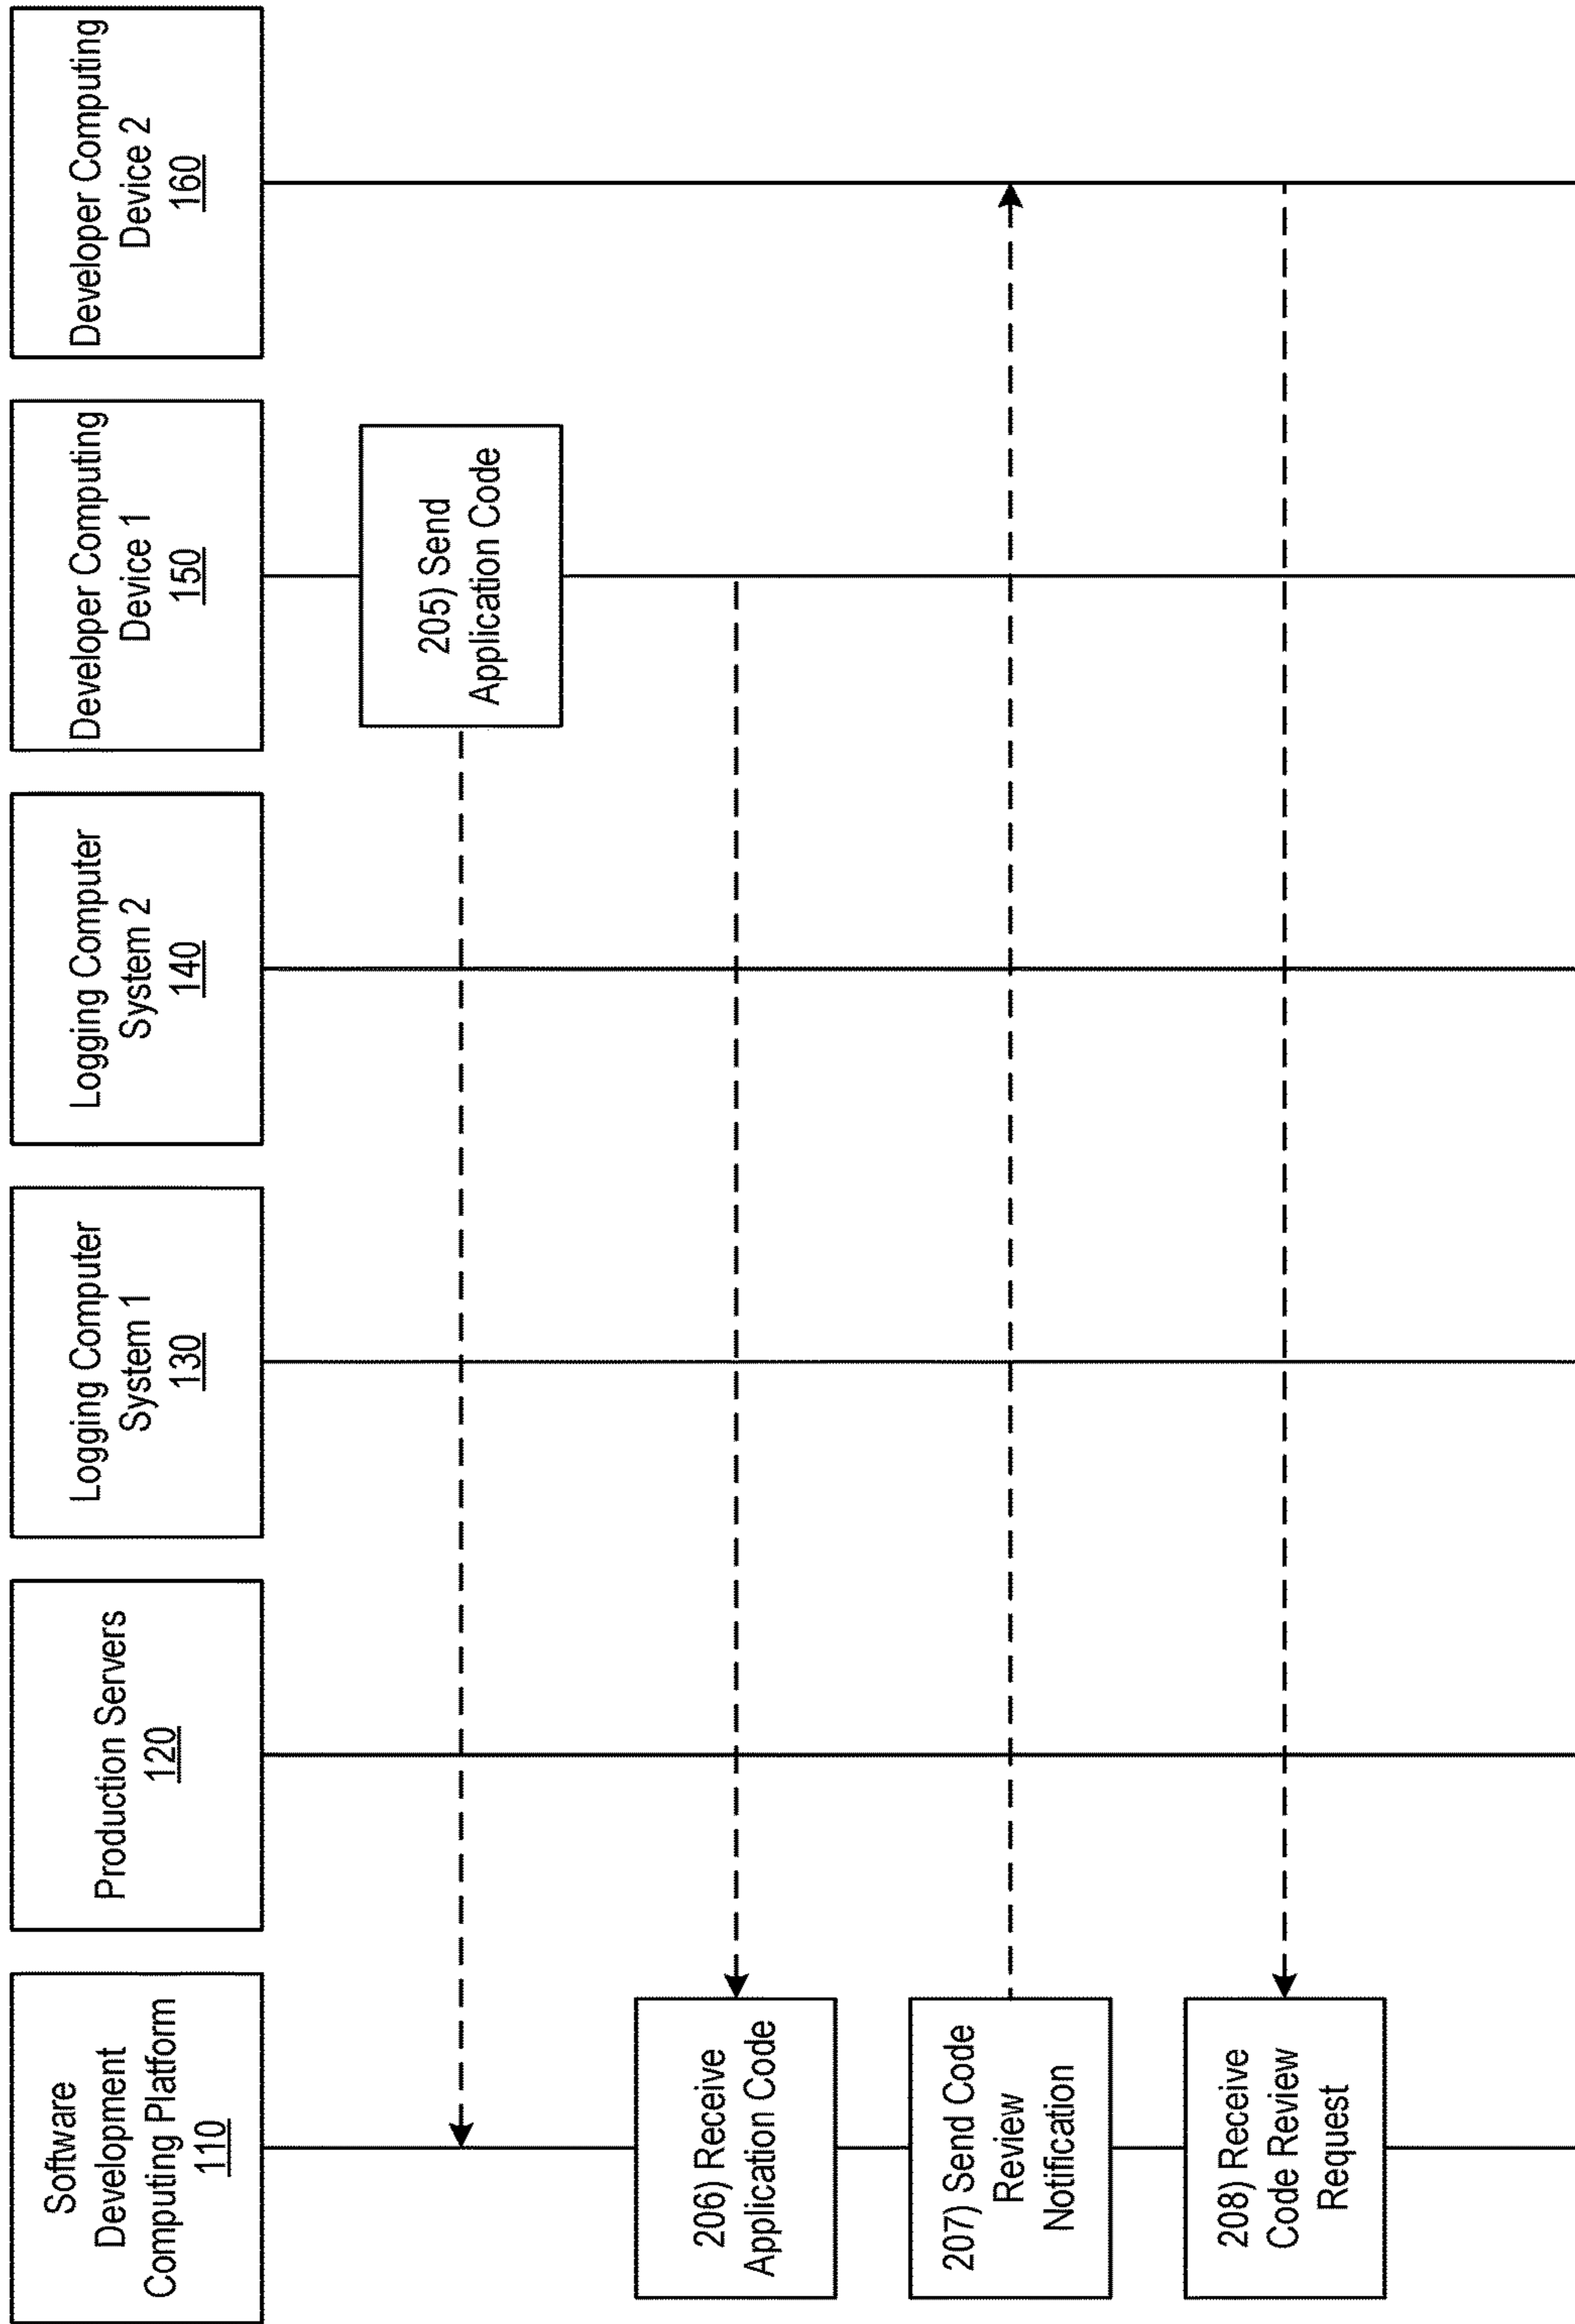 Software
Development
Computing Platform
110
Production Servers
120
Logging Computer
System 1
130
Logging Computer
System 2
140
Developer Computing
Device 1
150
Developer Computing
Device 2
160
205) Send
Application Code
206) Receive
Application Code
207) Send Code
Review
Notification
208) Receive
Code Review
Request